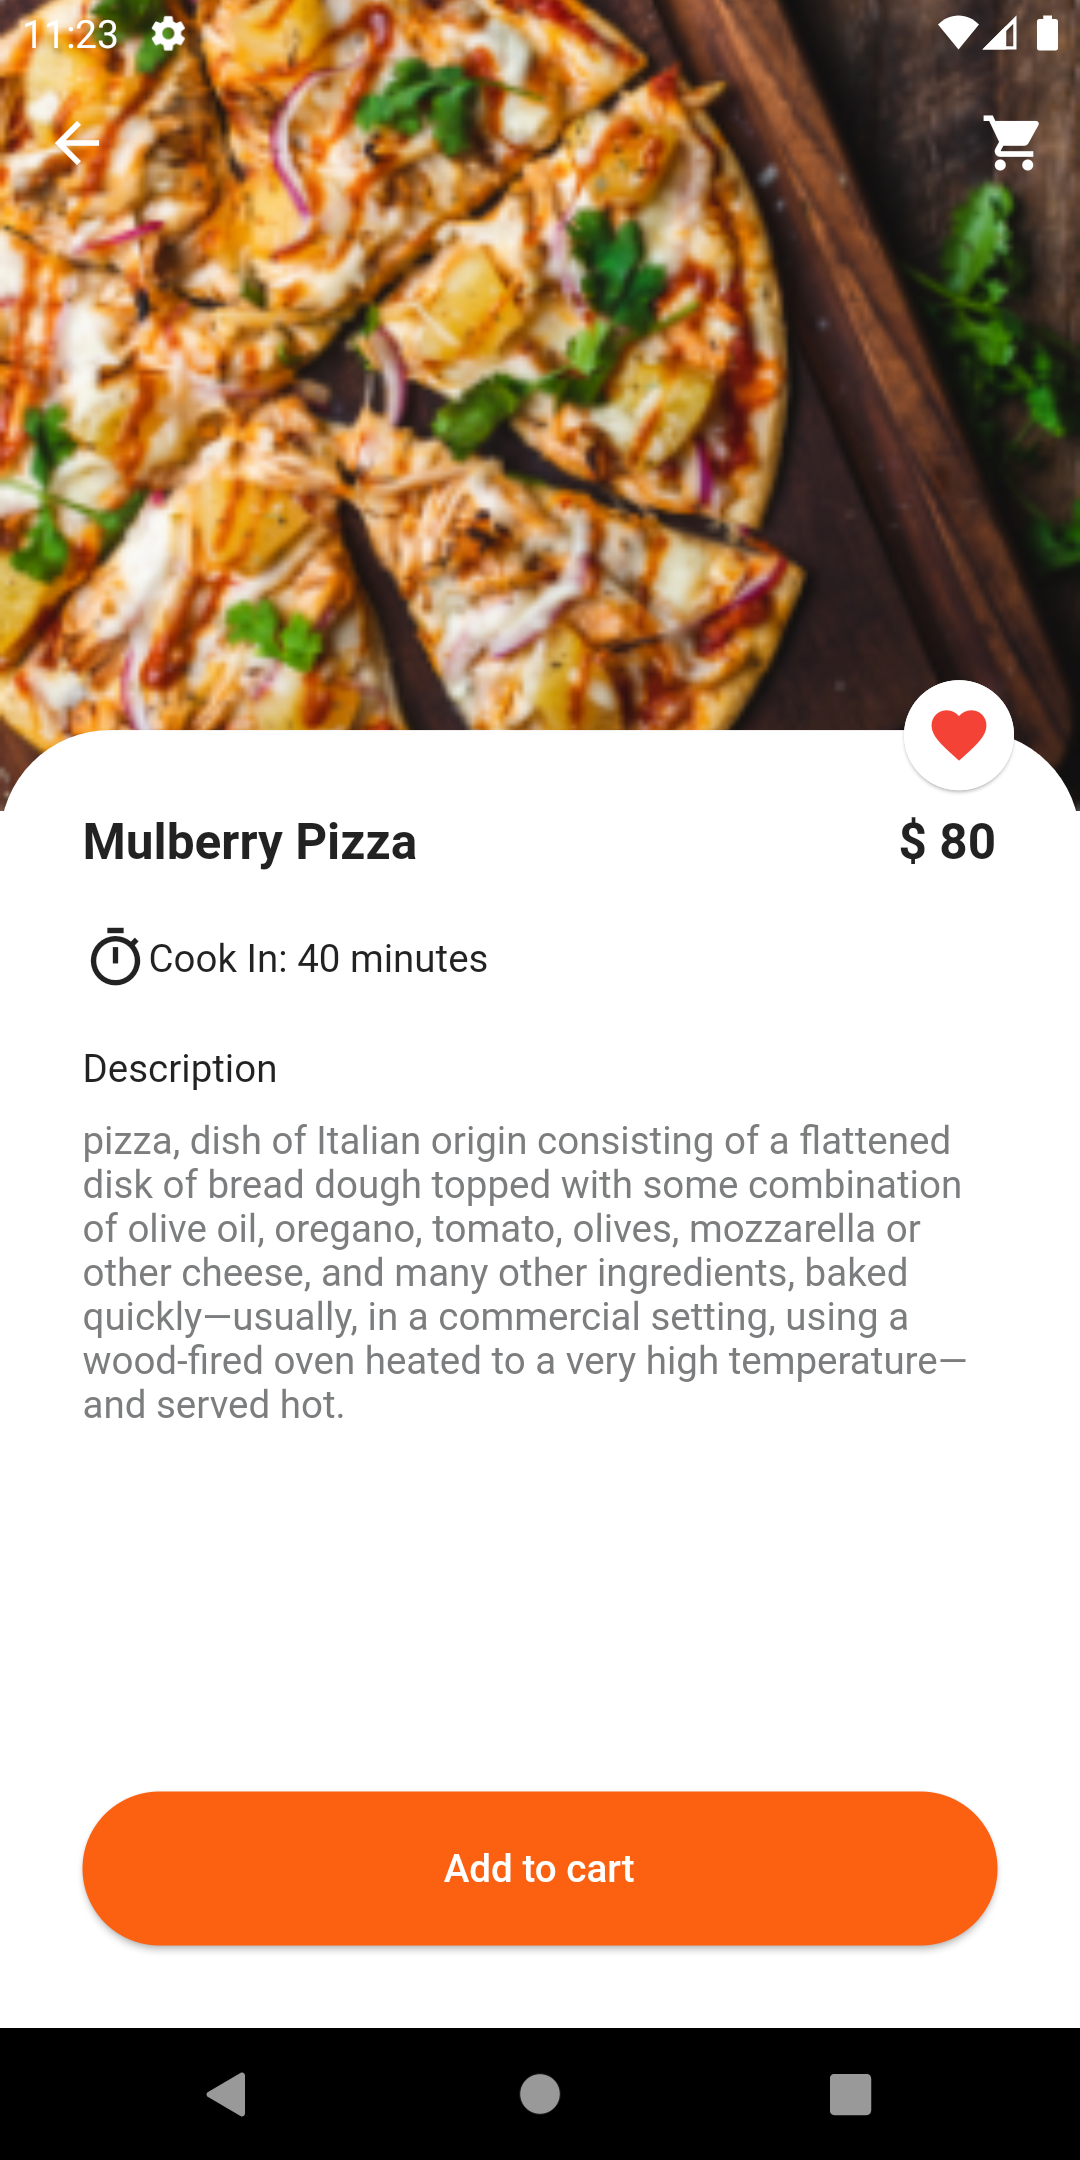 11:23
Mulberry Pizza
$ 80
Cook In: 40 minutes
Description
pizza, dish of Italian origin consisting of a flattened
disk of bread dough topped with some combination
of olive oil, oregano, tomato, olives, mozzarella or
other cheese, and many other ingredients, baked
quickly—usually, in a commercial setting, using a
wood-fired oven heated to a very high temperature—
and served hot.
Add to cart